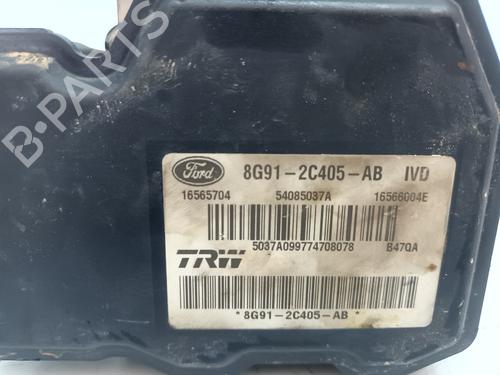 B-PARTS
Ford 8G91-2C405-AB IVD
16565704 54085037A 16566004E
5037A099774708078 B47QA
TRW
*8G91-2C405-AB*